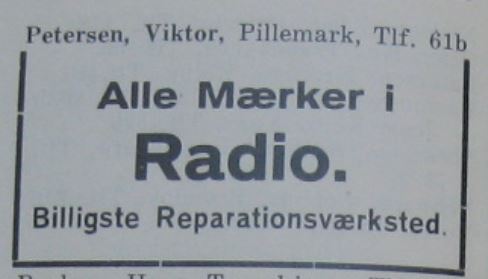 Petersen, Viktor, Pillemark, Tlf. 61b
Alle Mærker i
Radio.
Billigste Reparationsværksted.